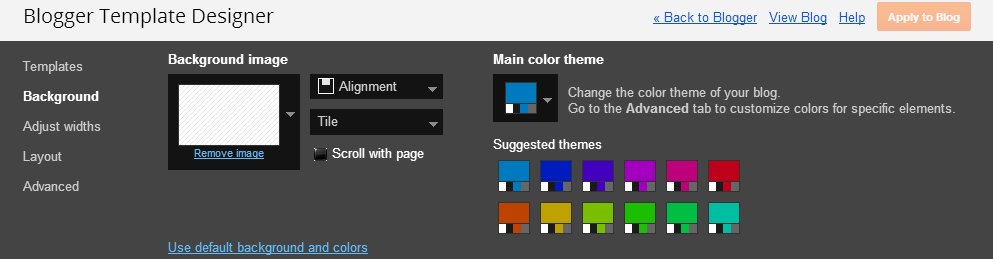 Blogger Template Designer
« Back to Blogger View Blog Help Apply to Blog
Templates
Background
Adjust widths
Layout
Advanced
Background image
Remove image
Alignment
Tile
Scroll with page
Use default background and colors
Main color theme
Change the color theme of your blog.
Go to the Advanced tab to customize colors for specific elements.
Suggested themes